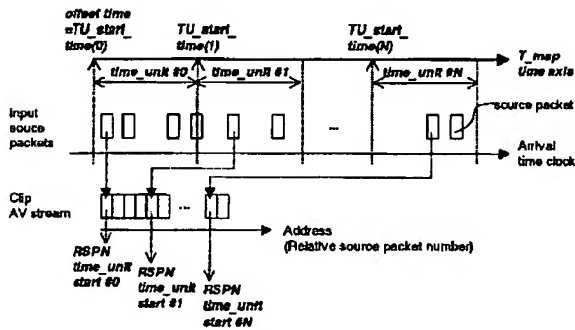 offset time
=TU_start_
time(0)
TU_start_
time(1)
TU_start_
time(N)
T_map
time axis
time_unit #0
time_unit #1
time_unit #N
Input
souce
packets
source packet
...
Arrival
time clock
Clip
AV stream
...
Address
(Relative source packet number)
RSPN
time_unit
start #0
RSPN
time_unit
start #1
RSPN
time_unit
start #N